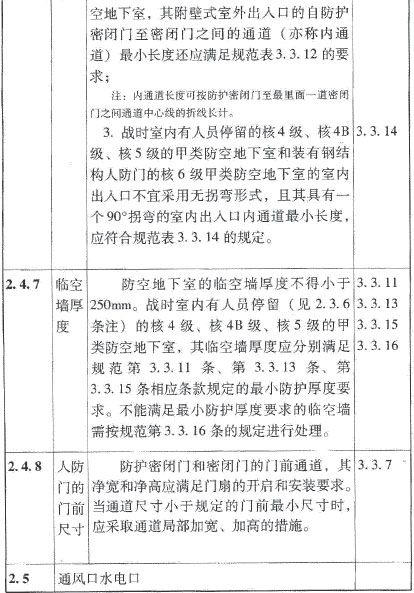 空地下室，其附壁式室外出入口的自防护
密闭门至密闭门之间的通道（亦称内通
道）最小长度还应满足规范表3.3.12的要
求；
注：内通道长度可按防护密闭门至最里面一道密闭
门之间通道中心线的折线长计。
3. 战时室内有人员停留的核4级、核4B 3.3.14
级、核5级的甲类防空地下室和装有钢结
构人防门的核6级甲类防空地下室的室内
出入口不宜采用无拐弯形式，且其具有一
个90°拐弯的室内出入口内通道最小长度，
应符合规范表3.3.14的规定。
2.4.7 临空 防空地下室的临空墙厚度不得小于 3.3.11
墙厚 250mm。战时室内有人员停留（见2.3.6 3.3.13
度 条注）的核4级、核4B级、核5级的甲 3.3.15
类防空地下室，其临空墙厚度应分别满足 3.3.16
规范第3.3.11条、第3.3.13条、第
3.3.15条相应条款规定的最小防护厚度要
求。不能满足最小防护厚度要求的临空墙
需按规范第3.3.16条的规定进行处理。
2.4.8 人防 防护密闭门和密闭门的门前通道，其 3.3.7
门的 净宽和净高应满足门扇的开启和安装要求。
门前 当通道尺寸小于规定的门前最小尺寸时，
尺寸 应采取通道局部加宽、加高的措施。
2.5 通风口水电口